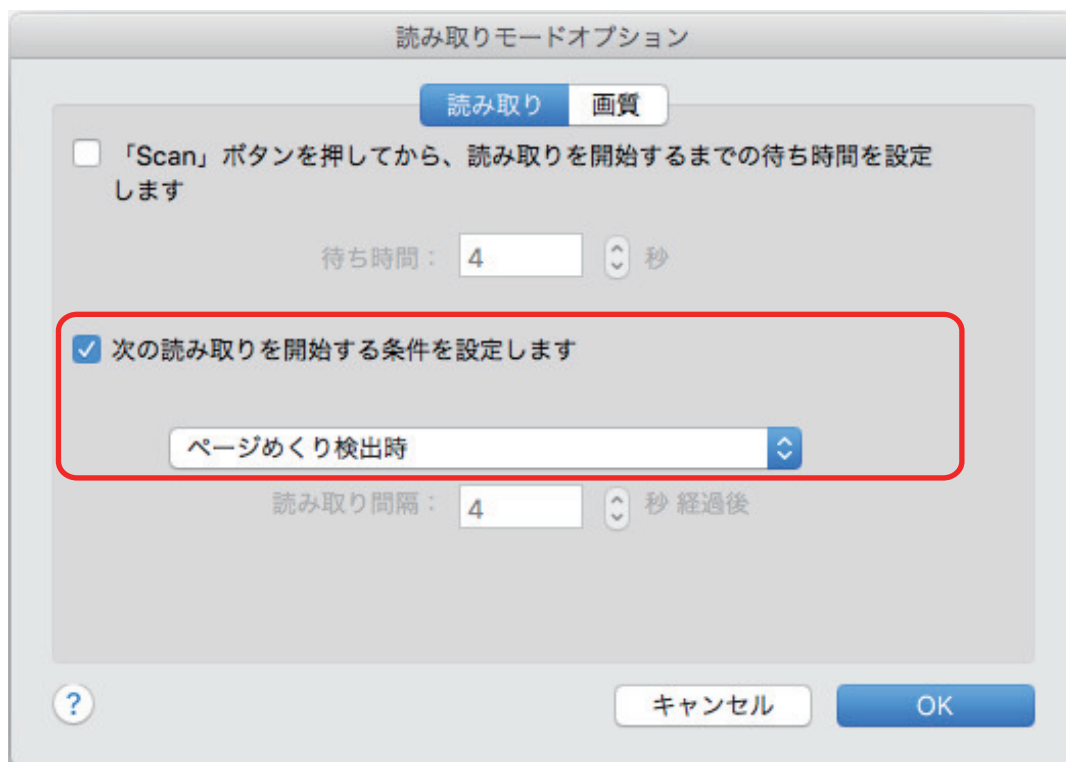 読み取りモードオプション
読み取り 画質
「Scan」ボタンを押してから、読み取りを開始するまでの待ち時間を設定
します
待ち時間： 4 秒
次の読み取りを開始する条件を設定します
ページめくり検出時
読み取り間隔： 4 秒 経過後
? キャンセル OK